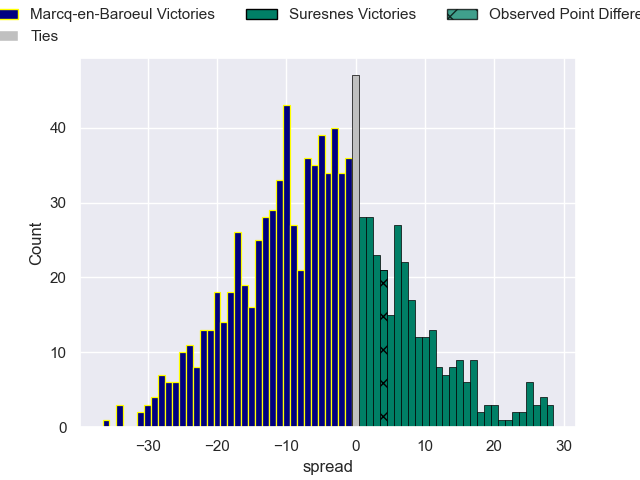 Marcq-en-Baroeul Victories Suresnes Victories Observed Point Differe
Ties
Count
40
30
20
10
0
−30 −20 −10 0 10 20 30
spread